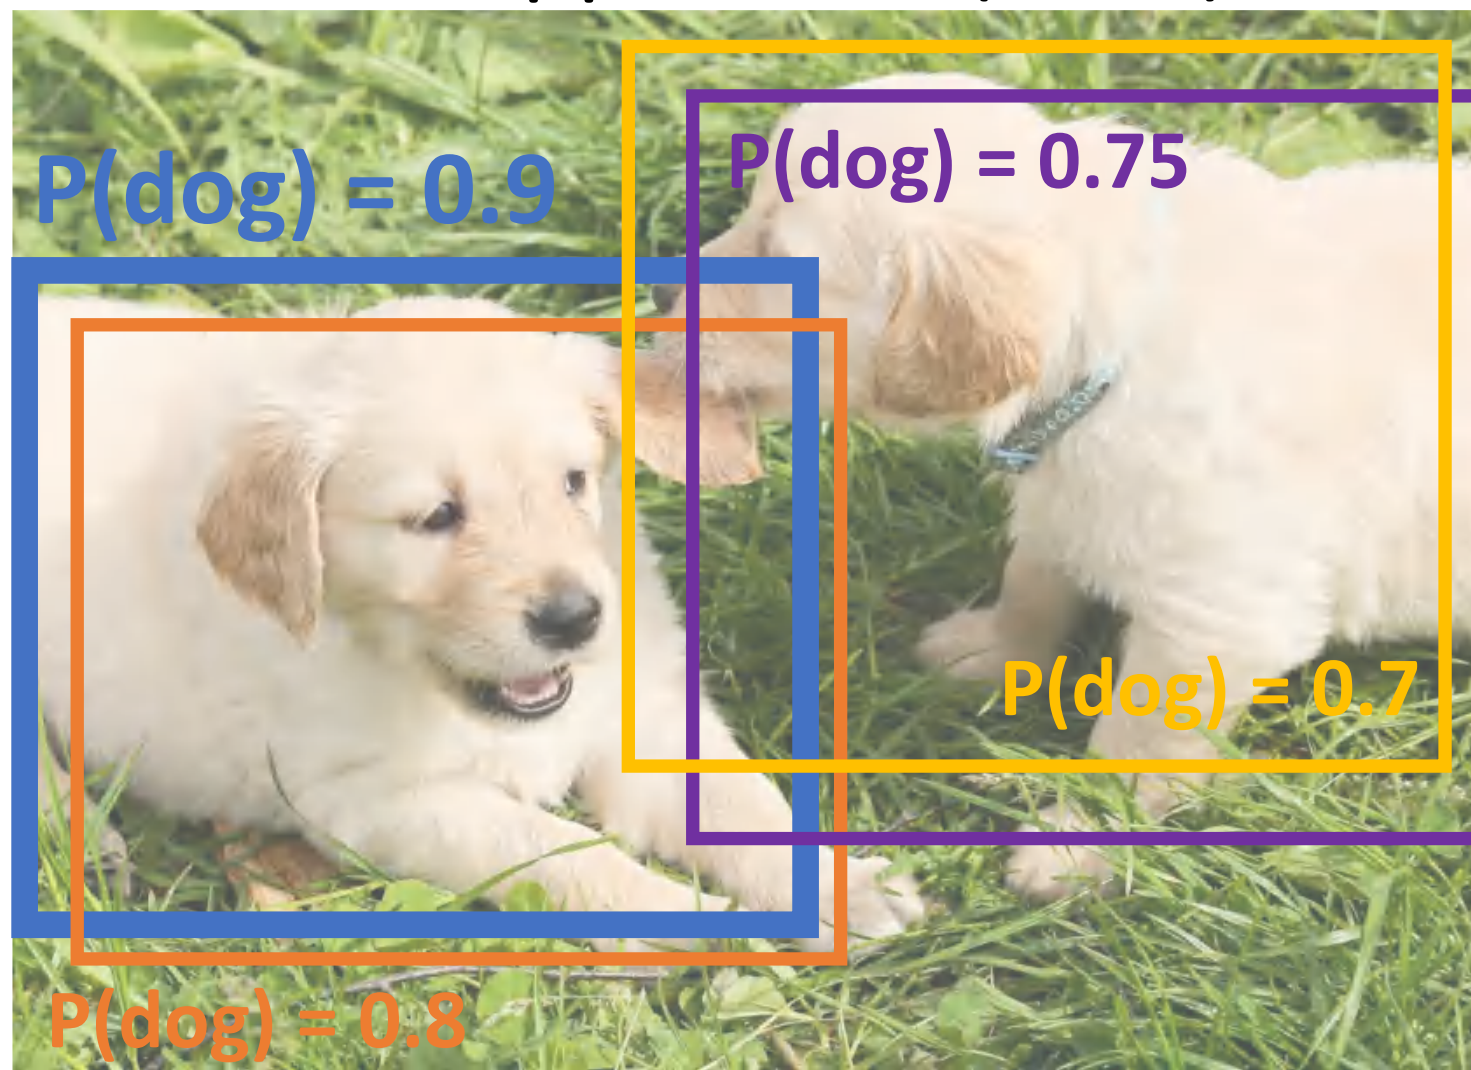 P(dog) = 0.9
P(dog) = 0.75
P(dog) = 0.7
P(dog) = 0.8